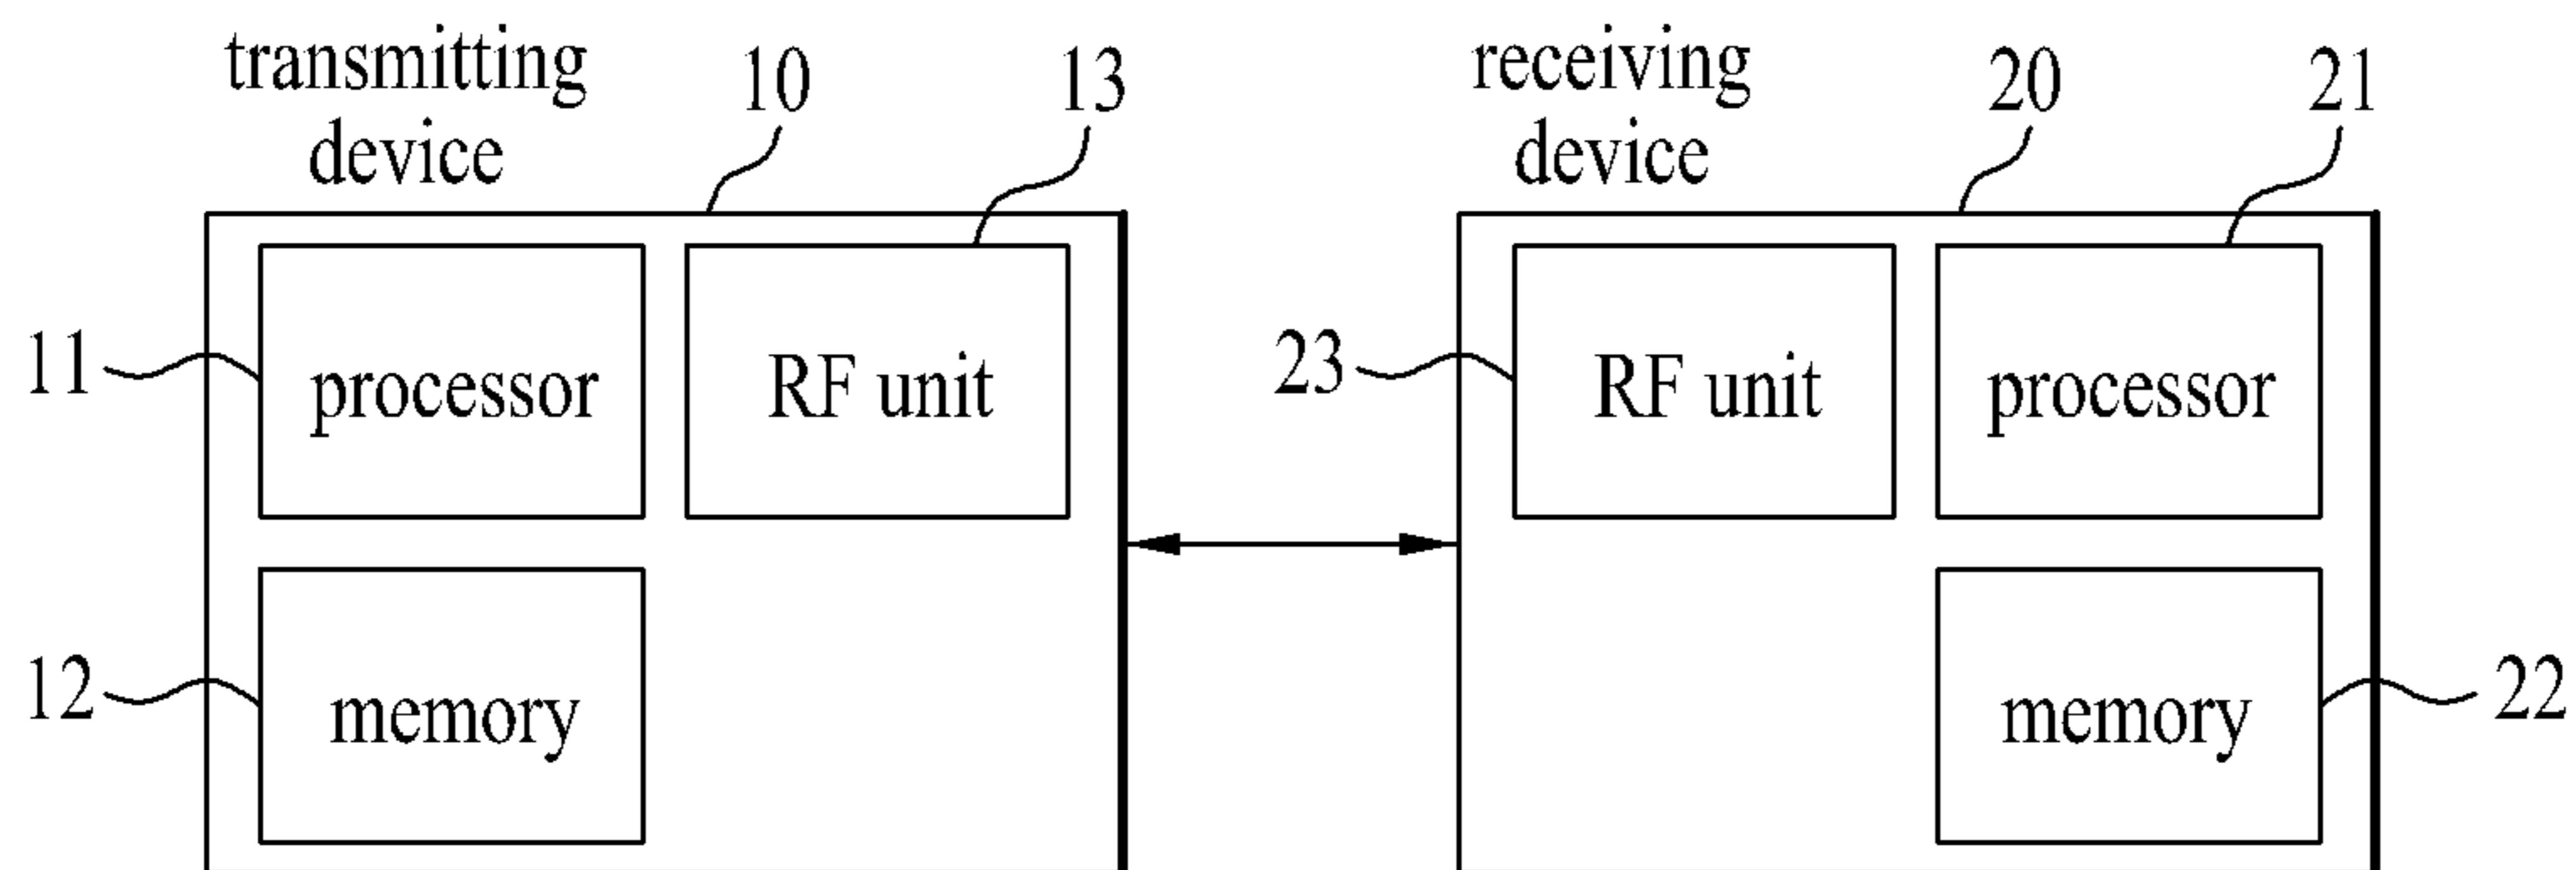 transmitting
device
10
13
receiving
device
20
21
11
processor
RF unit
23
RF unit
processor
12
memory
memory
22